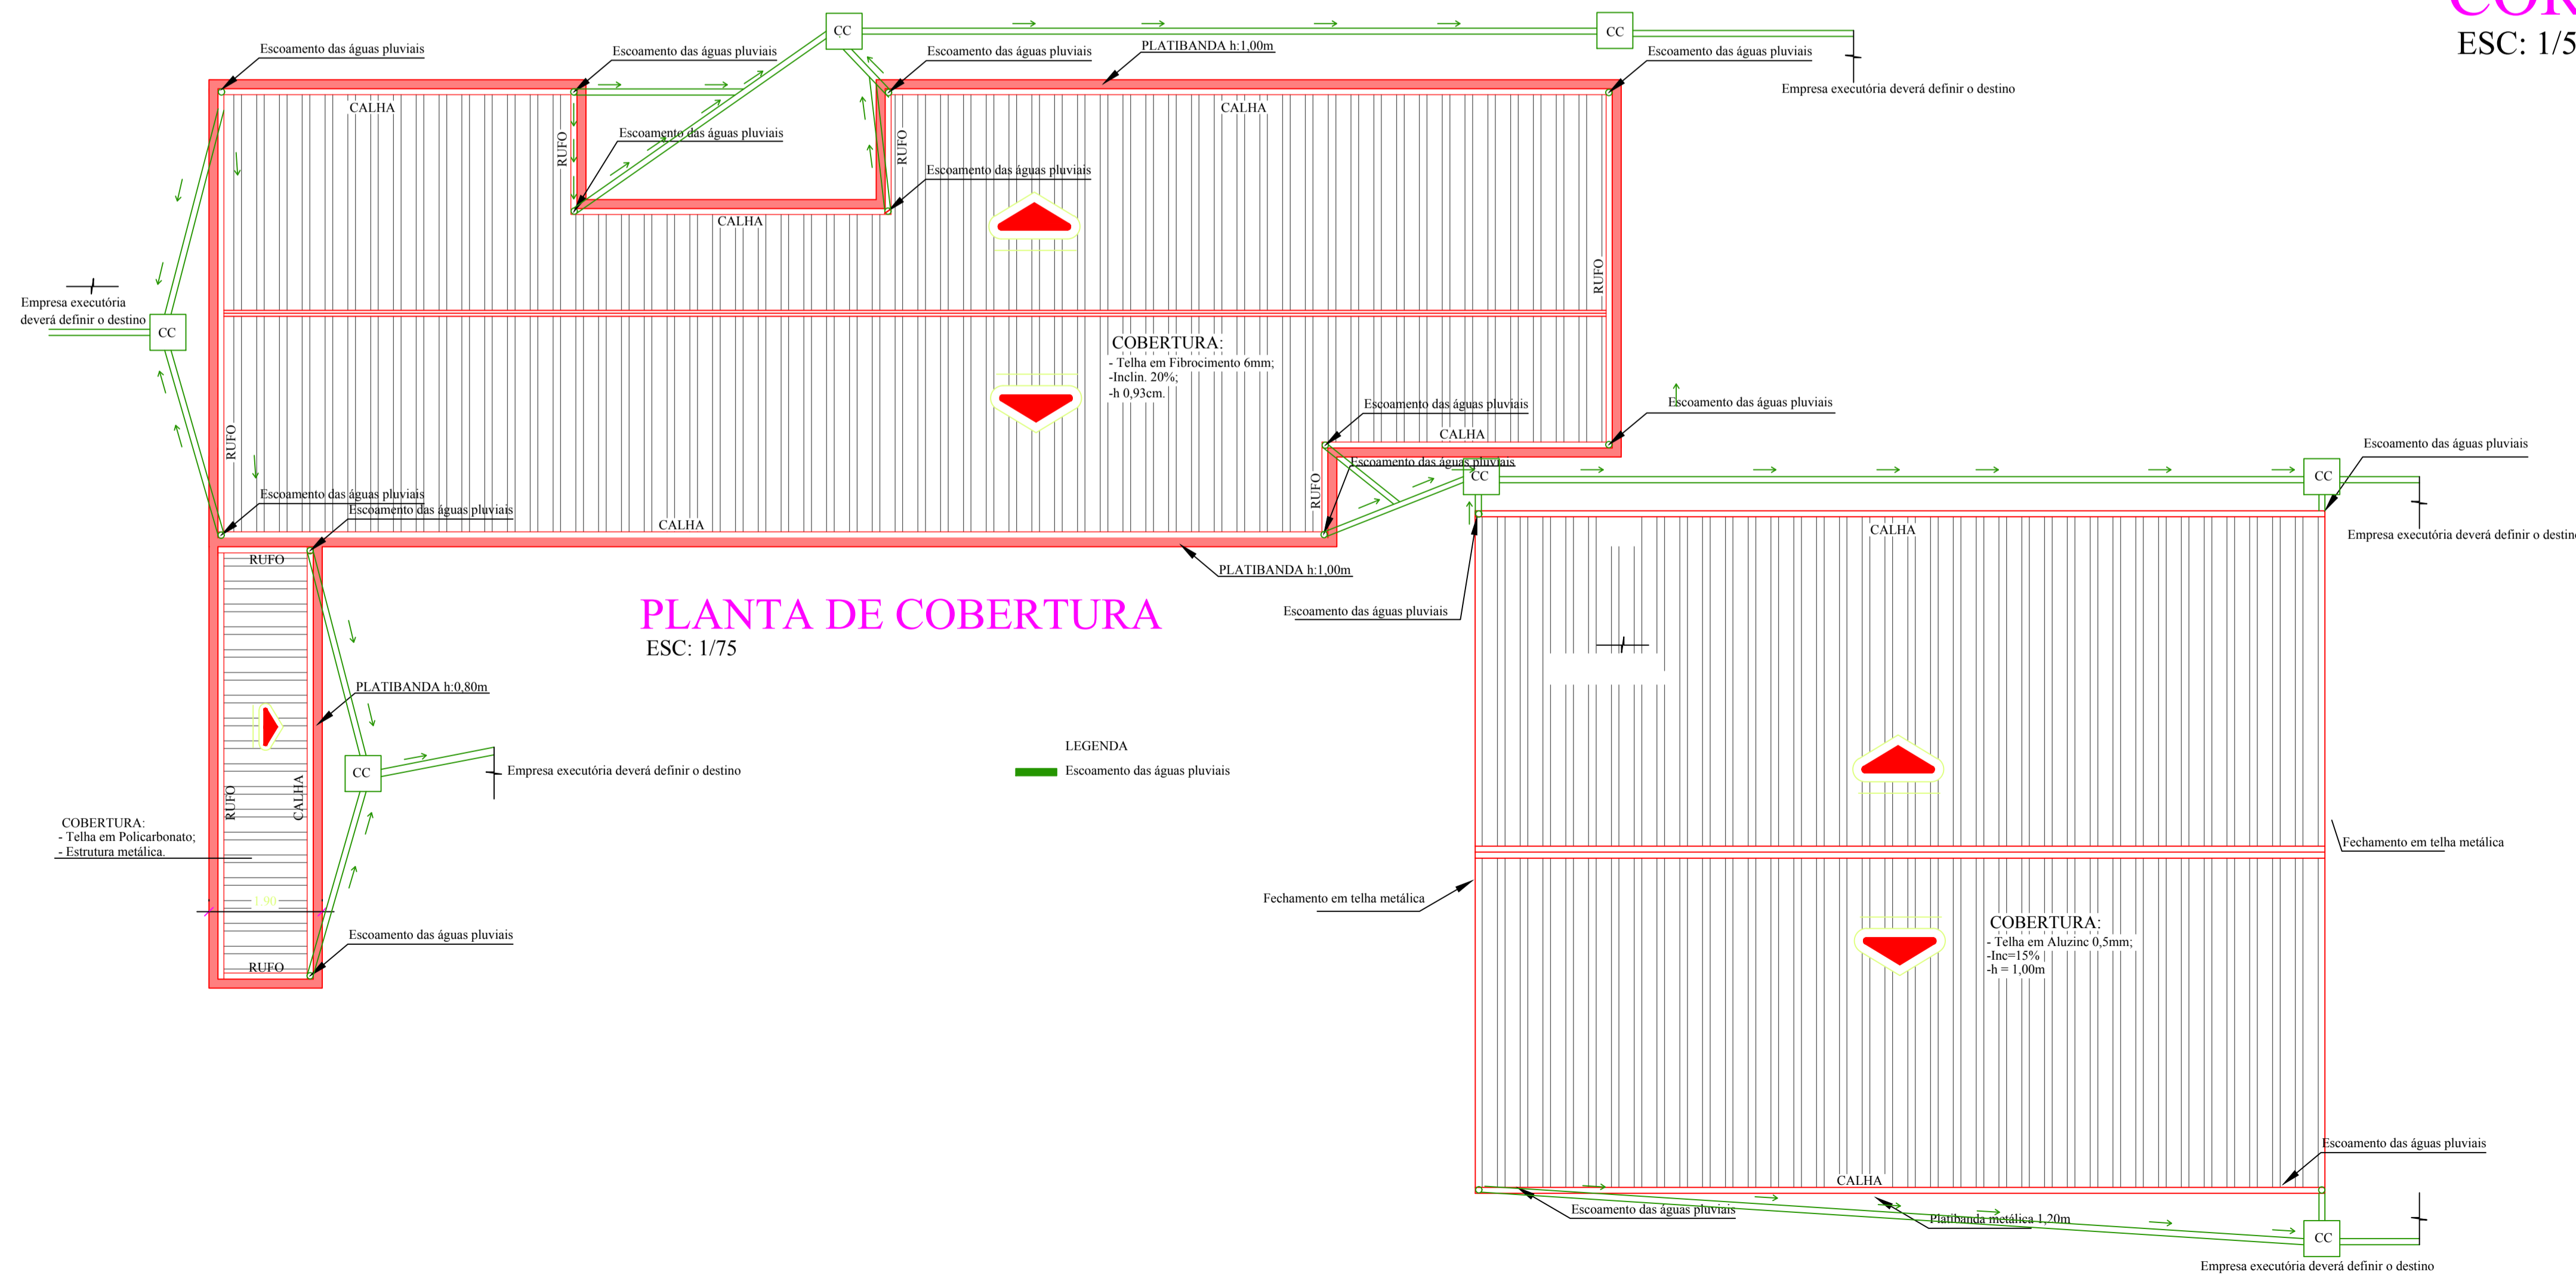 COR
ESC: 1/5
CC
CC
Escoamento das águas pluviais
Escoamento das águas pluviais
Escoamento das águas pluviais
PLATIBANDA h:1,00m
Escoamento das águas pluviais
Empresa executória deverá definir o destino
CALHA
CALHA
RUFO
Escoamento das águas pluviais
RUFO
Escoamento das águas pluviais
CALHA
RUFO
Empresa executória
deverá definir o destino
CC
COBERTURA:
- Telha em Fibrocimento 6mm;
-Inclin. 20%;
-h 0,93cm.
Escoamento das águas pluviais
Escoamento das águas pluviais
RUFO
CALHA
Escoamento das águas pluviais
Escoamento das águas pluviais
CC
CC
RUFO
Escoamento das águas pluviais
Escoamento das águas pluviais
CALHA
CALHA
Empresa executória deverá definir o destin
RUFO
PLATIBANDA h:1,00m
PLANTA DE COBERTURA
ESC: 1/75
Escoamento das águas pluviais
PLATIBANDA h:0,80m
LEGENDA
Escoamento das águas pluviais
CC
Empresa executória deverá definir o destino
RUFO
CALHA
COBERTURA:
- Telha em Policarbonato;
- Estrutura metálica.
Fechamento em telha metálica
Fechamento em telha metálica
1.90
COBERTURA:
- Telha em Aluzinc 0,5mm;
-Inc=15%
-h = 1,00m
Escoamento das águas pluviais
RUFO
Escoamento das águas pluviais
CALHA
Escoamento das águas pluviais
Platibanda metálica 1,20m
CC
Empresa executória deverá definir o destino